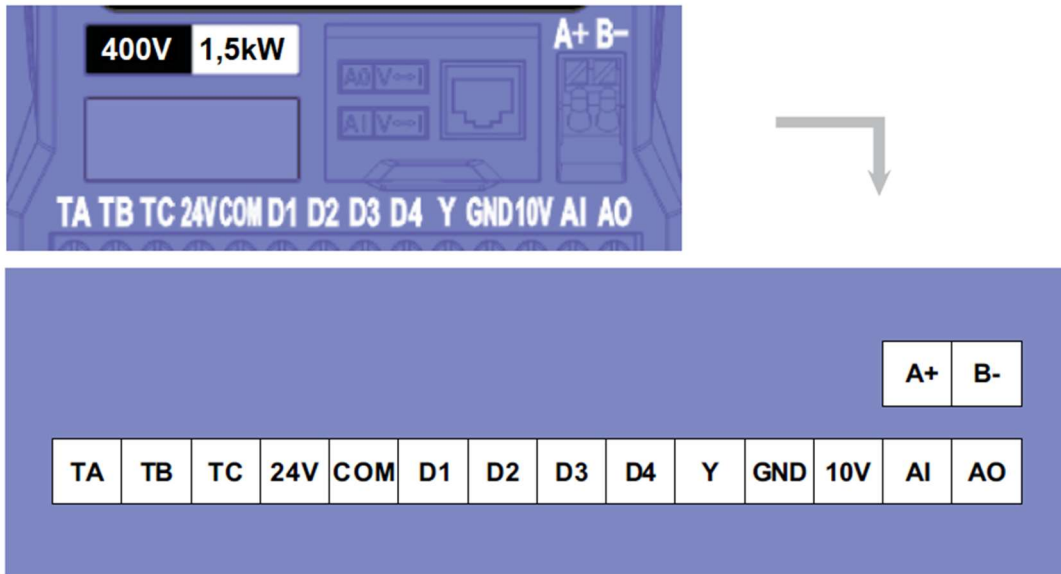 400V 1,5kW
A+ B-
AO V⇔I
AI V⇔I
TA TB TC 24V COM D1 D2 D3 D4 Y GND 10V AI AO
A+ B-
TA TB TC 24V COM D1 D2 D3 D4 Y GND 10V AI AO